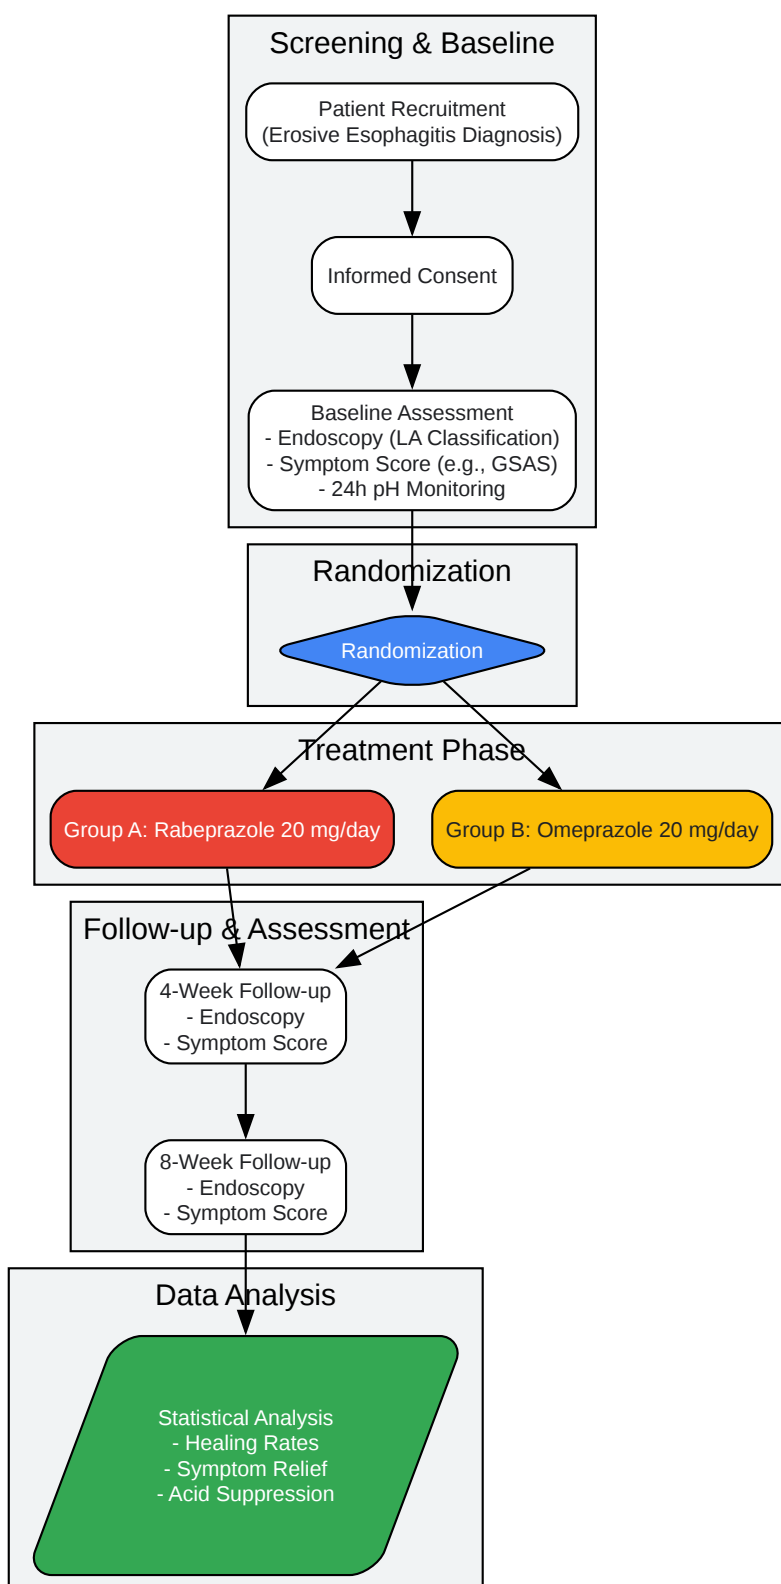 Screening & Baseline
Patient Recruitment
(Erosive Esophagitis Diagnosis)
Informed Consent
Baseline Assessment
- Endoscopy (LA Classification)
- Symptom Score (e.g., GSAS)
- 24h pH Monitoring
Randomization
Randomization
Treatment Phase
Group A: Rabeprazole 20 mg/day
Group B: Omeprazole 20 mg/day
Follow-up & Assessment
4-Week Follow-up
- Endoscopy
- Symptom Score
8-Week Follow-up
- Endoscopy
- Symptom Score
Data Analysis
Statistical Analysis
- Healing Rates
- Symptom Relief
- Acid Suppression